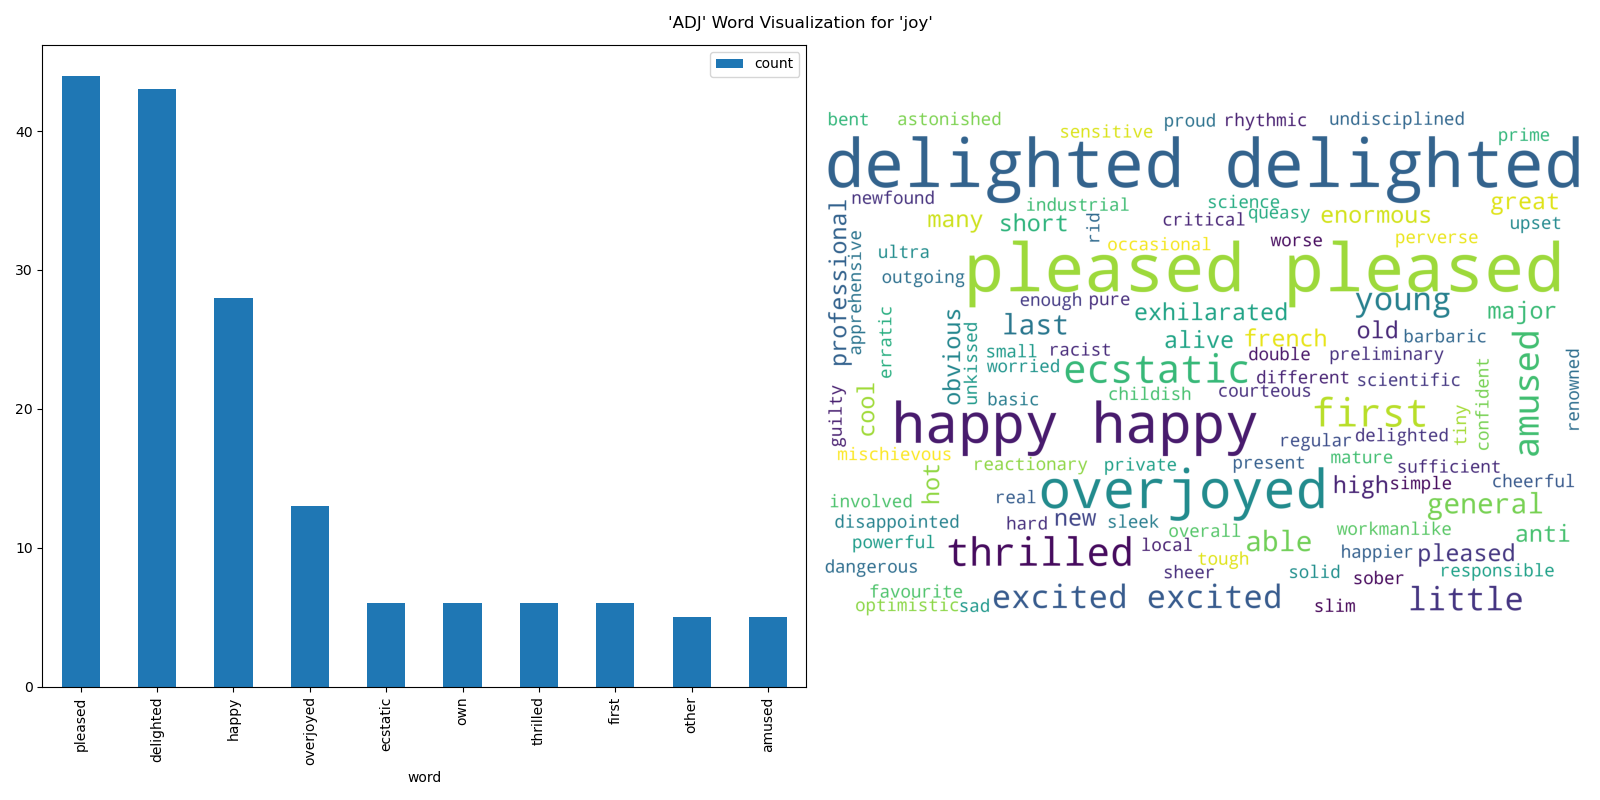 'ADJ' Word Visualization for 'joy'
count
40
30
20
10
0
pleased
delighted
happy
overjoyed
ecstatic
own
thrilled
first
other
amused
word
bent astonished sensitive proud rhythmic undisciplined prime
delighted delighted
newfound industrial science great
professional many short rid critical queasy enormous upset
apprehensive ultra occasional worse perverse
outgoing pleased pleased
enough pure young
erratic obvious last exhilarated old major
unkissed alive french barbaric
small racist double preliminary amused renowned
worried ecstatic different scientific confident
guilty cool basic childish courteous
happy happy first tiny
regular delighted
mischievous reactionary private present mature sufficient
hot real overjoyed high simple cheerful
involved general
disappointed hard new sleek overall workmanlike anti
powerful thrilled local able happier pleased
dangerous tough sheer solid sober responsible
favourite
optimistic sad excited excited slim little